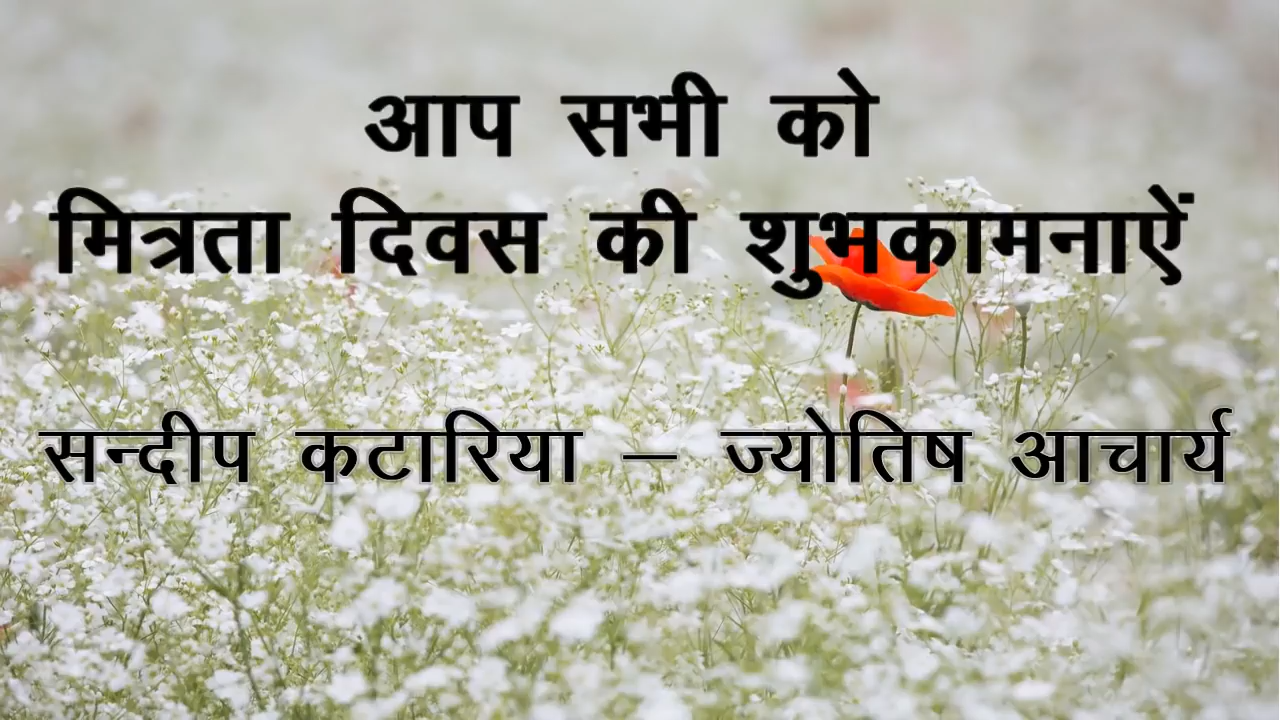 आप सभी को
मित्रता दिवस की शुभकामनाऐं
सन्दीप कटारिया – ज्योतिष आचार्य